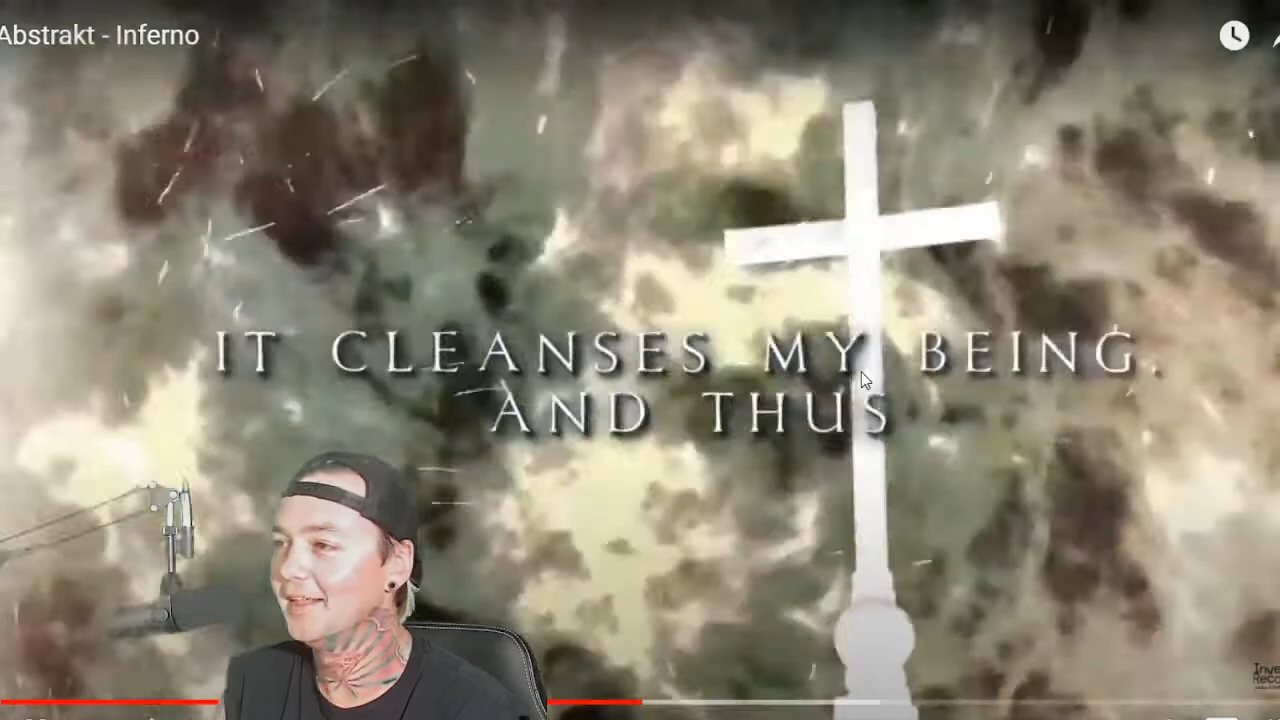 Abstrakt - Inferno
IT CLEANSES MY BEING.
AND THUS